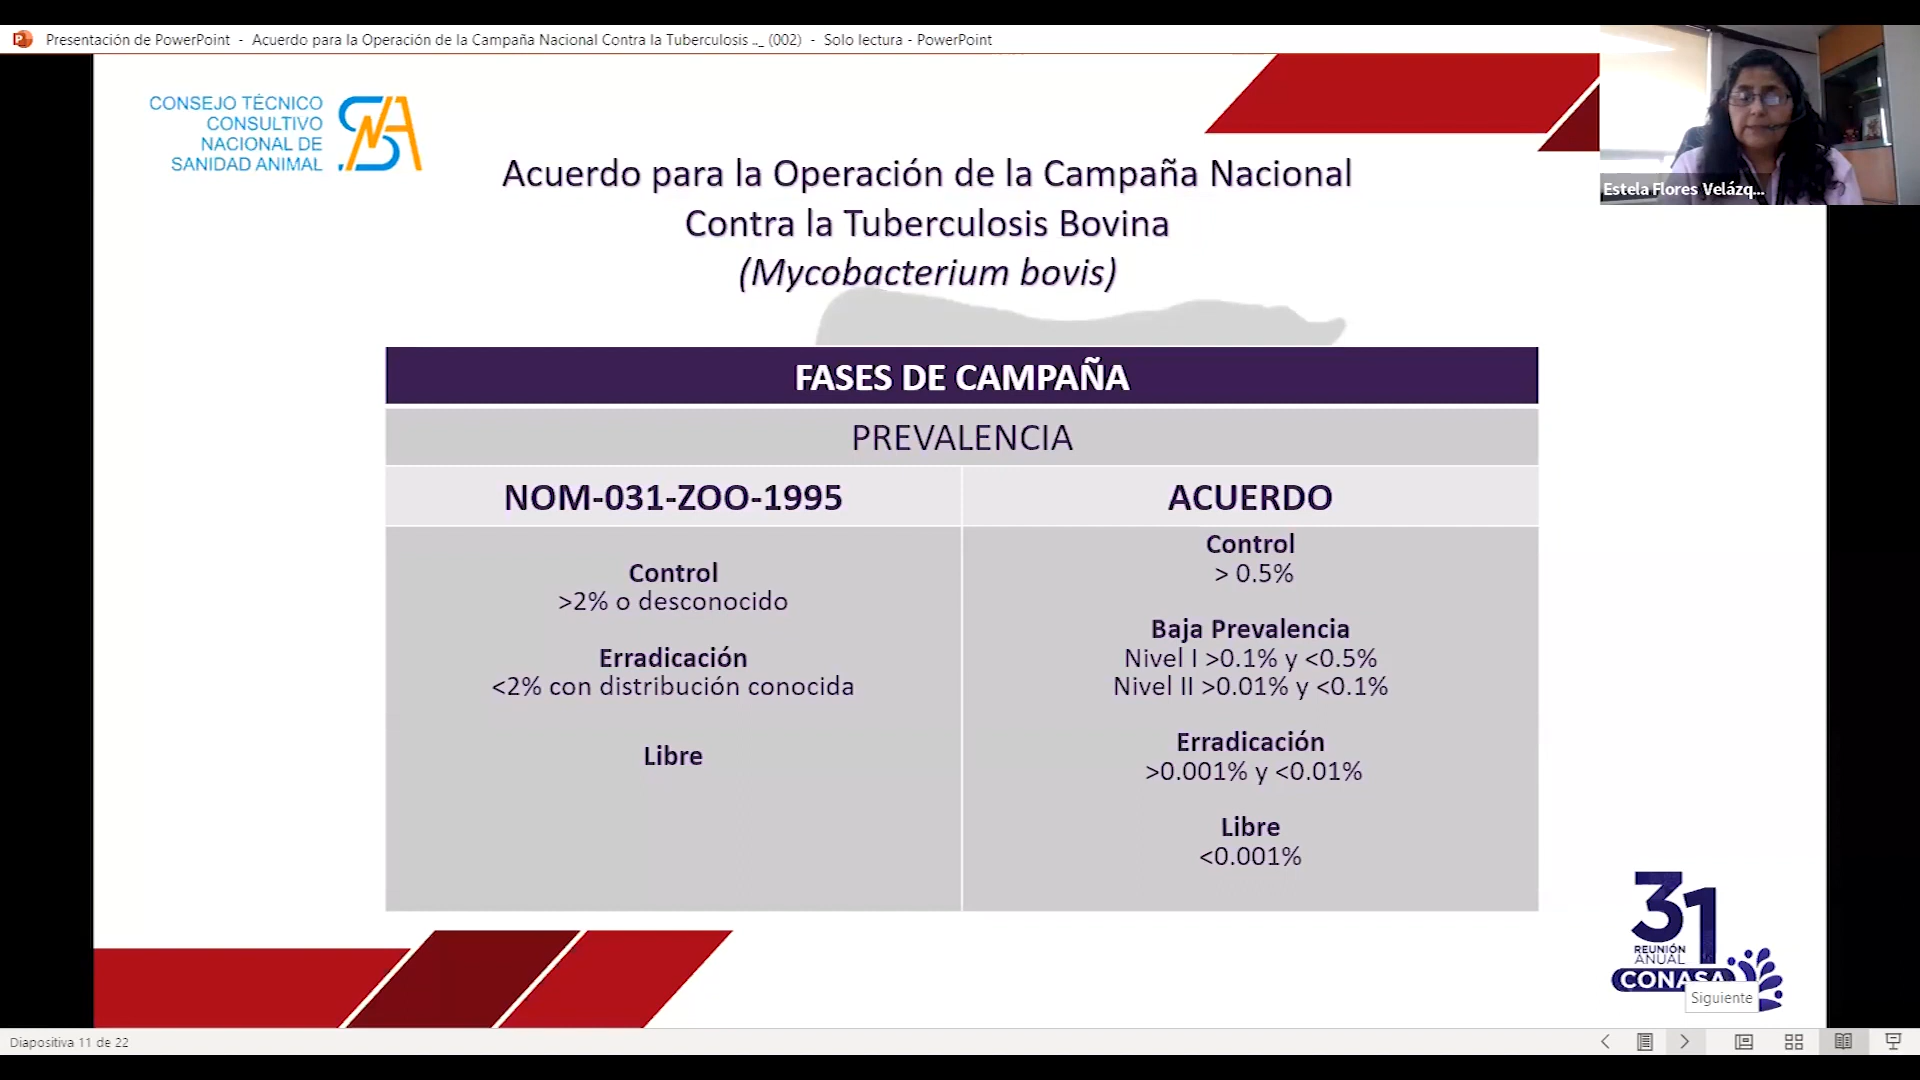 Presentación de PowerPoint - Acuerdo para la Operación de la Campaña Nacional Contra la Tuberculosis .._ (002) - Solo lectura - PowerPoint
CONSEJO TÉCNICO
CONSULTIVO
NACIONAL DE
SANIDAD ANIMAL
Estela Flores Velázq...
Acuerdo para la Operación de la Campaña Nacional
Contra la Tuberculosis Bovina
(Mycobacterium bovis)
FASES DE CAMPAÑA
PREVALENCIA
NOM-031-ZOO-1995
Control
>2% o desconocido
Erradicación
<2% con distribución conocida
Libre
ACUERDO
Control
> 0.5%
Baja Prevalencia
Nivel I >0.1% y <0.5%
Nivel II >0.01% y <0.1%
Erradicación
>0.001% y <0.01%
Libre
<0.001%
31
REUNIÓN
ANUAL
CONASA
Siguiente
Diapositiva 11 de 22